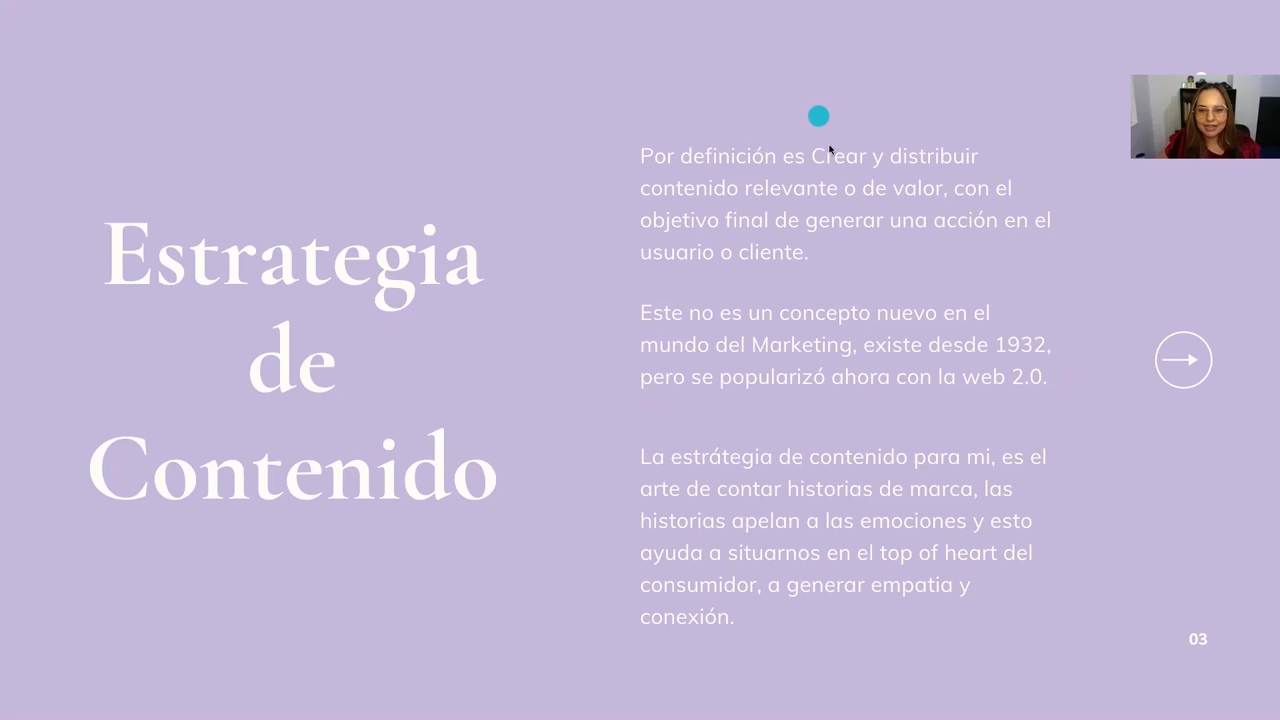 Estrategia
de
Contenido
Por definición es Crear y distribuir
contenido relevante o de valor, con el
objetivo final de generar una acción en el
usuario o cliente.
Este no es un concepto nuevo en el
mundo del Marketing, existe desde 1932,
pero se popularizó ahora con la web 2.0.
La estrátegia de contenido para mi, es el
arte de contar historias de marca, las
historias apelan a las emociones y esto
ayuda a situarnos en el top of heart del
consumidor, a generar empatia y
conexión.
03